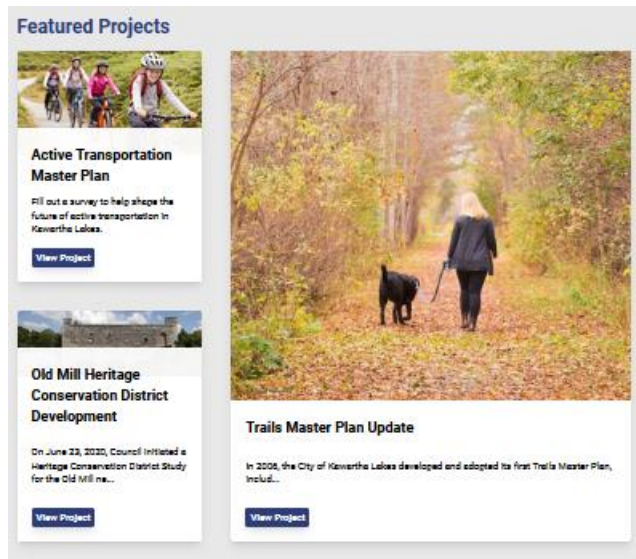 Featured Projects
Active Transportation
Master Plan
Fill out a survey to help shape the
future of active transportation in
Kawartha Lakes.
View Project
Old Mill Heritage
Conservation District
Development
On June 23, 2020, Council initiated a
Heritage Conservation District Study
for the Old Mill ne...
View Project
Trails Master Plan Update
In 2008, the City of Kawartha Lakes developed and adopted its first Trails Master Plan,
includ...
View Project